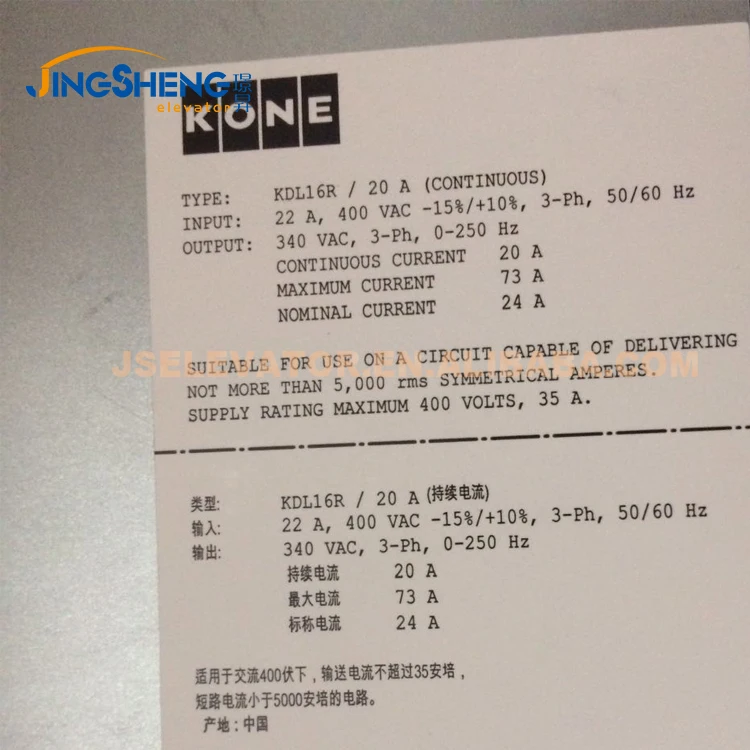 JINGSHENG 璟昇
elevator
KONE
TYPE: KDL16R / 20 A (CONTINUOUS)
INPUT: 22 A, 400 VAC -15%/+10%, 3-Ph, 50/60 Hz
OUTPUT: 340 VAC, 3-Ph, 0-250 Hz
CONTINUOUS CURRENT 20 A
MAXIMUM CURRENT 73 A
NOMINAL CURRENT 24 A
SUITABLE FOR USE ON A CIRCUIT CAPABLE OF DELIVERING
JSELEVATOR.EN.ALIBABA.COM
NOT MORE THAN 5,000 rms SYMMETRICAL AMPERES.
SUPPLY RATING MAXIMUM 400 VOLTS, 35 A.
类型: KDL16R / 20 A (持续电流)
输入: 22 A, 400 VAC -15%/+10%, 3-Ph, 50/60 Hz
输出: 340 VAC, 3-Ph, 0-250 Hz
持续电流 20 A
最大电流 73 A
标称电流 24 A
适用于交流400伏下，输送电流不超过35安培，
短路电流小于5000安培的电路。
产地：中国